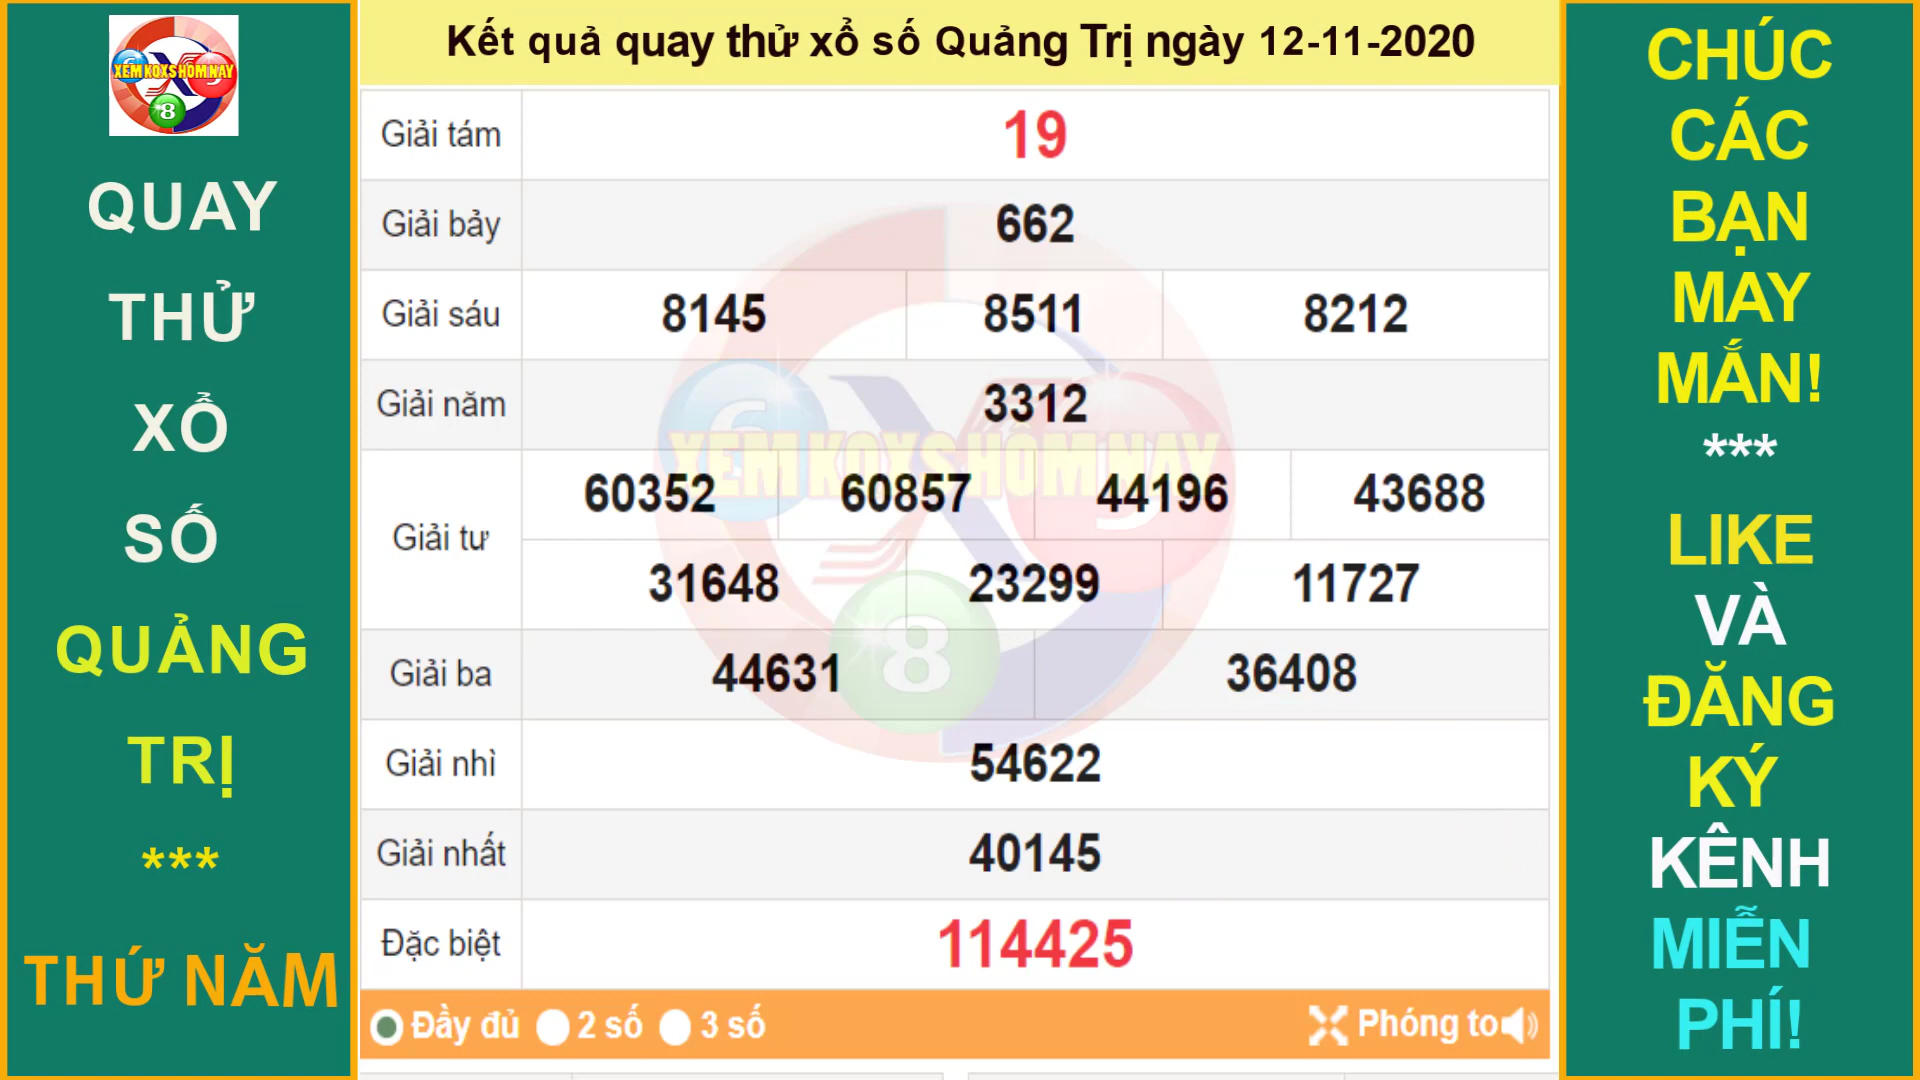 XEMKQXSHOMNAY
8
QUAY
THỬ
XỔ
SỐ
QUẢNG
TRỊ
***
THỨ NĂM
Kết quả quay thử xổ số Quảng Trị ngày 12-11-2020
Giải tám 19
Giải bảy 662
Giải sáu 8145 8511 8212
Giải năm 3312
Giải tư 60352 60857 44196 43688
31648 23299 11727
Giải ba 44631 36408
Giải nhì 54622
Giải nhất 40145
Đặc biệt 114425
Đầy đủ 2 số 3 số Phóng to
XEMKQXSHOMNAY
8
CHÚC
CÁC
BẠN
MAY
MẮN!
***
LIKE
VÀ
ĐĂNG
KÝ
KÊNH
MIỄN
PHÍ!